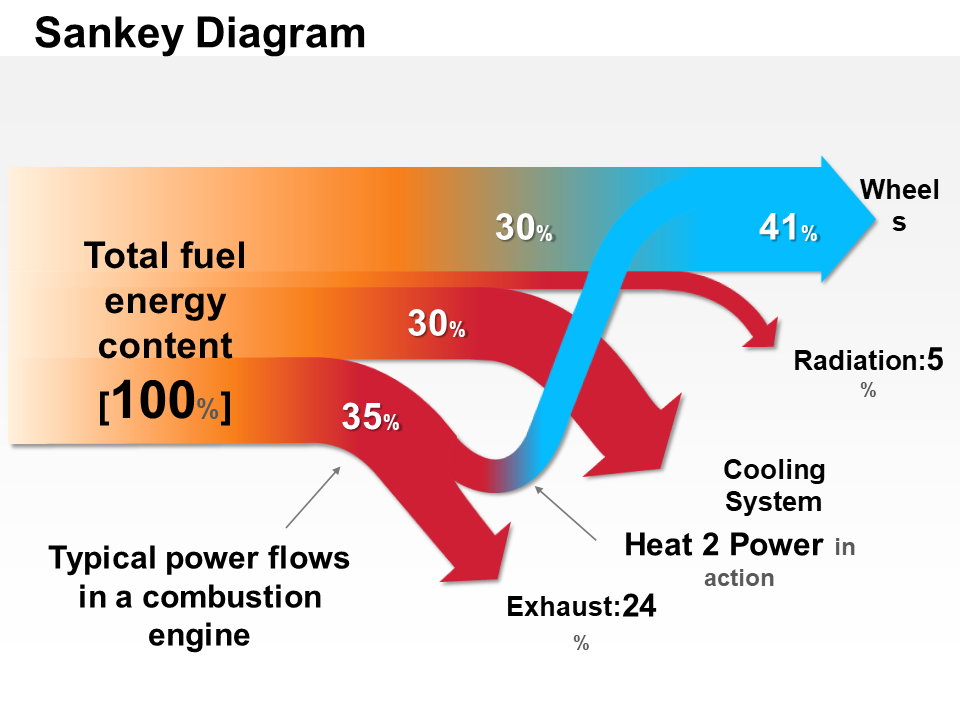 Sankey Diagram
30%
41%
Wheel
s
Total fuel
energy
content
[100%]
30%
35%
Radiation:5
%
Cooling
System
Heat 2 Power in
action
Typical power flows
in a combustion
engine
Exhaust:24
%